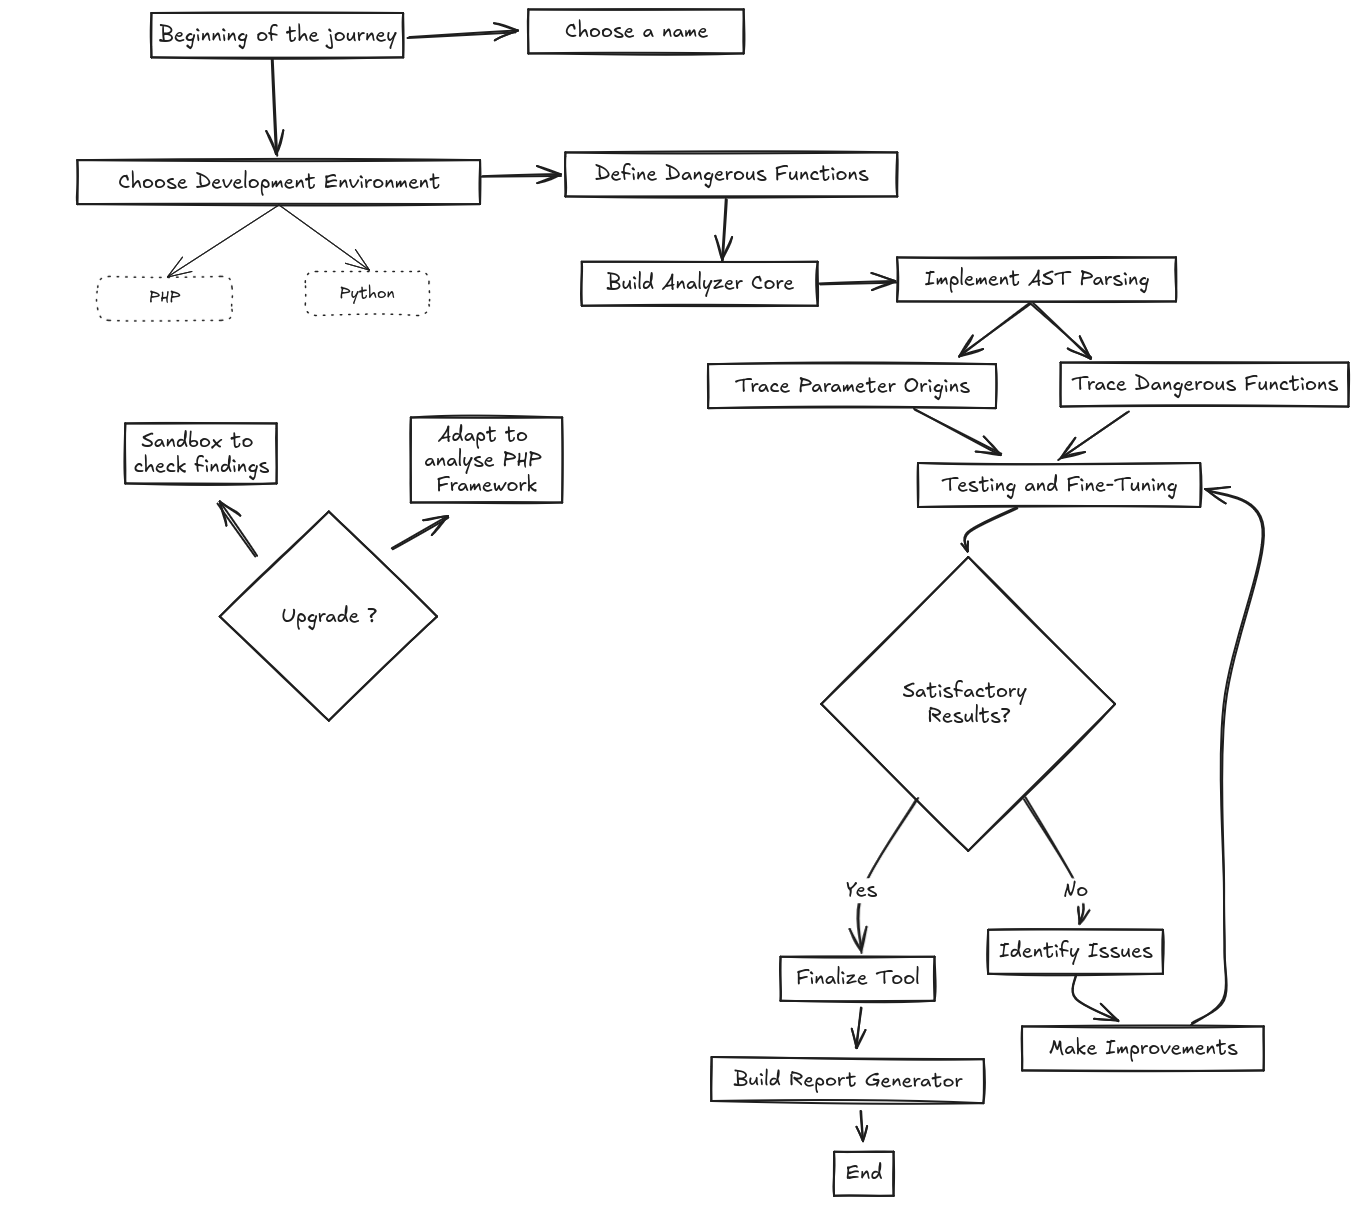 Beginning of the journey
Choose a name
Choose Development Environment
Define Dangerous Functions
PHP
Python
Build Analyzer Core
Implement AST Parsing
Trace Parameter Origins
Trace Dangerous Functions
Sandbox to
check findings
Adapt to
analyse PHP
Framework
Testing and Fine-Tuning
Upgrade ?
Satisfactory
Results?
Yes
No
Identify Issues
Finalize Tool
Make Improvements
Build Report Generator
End